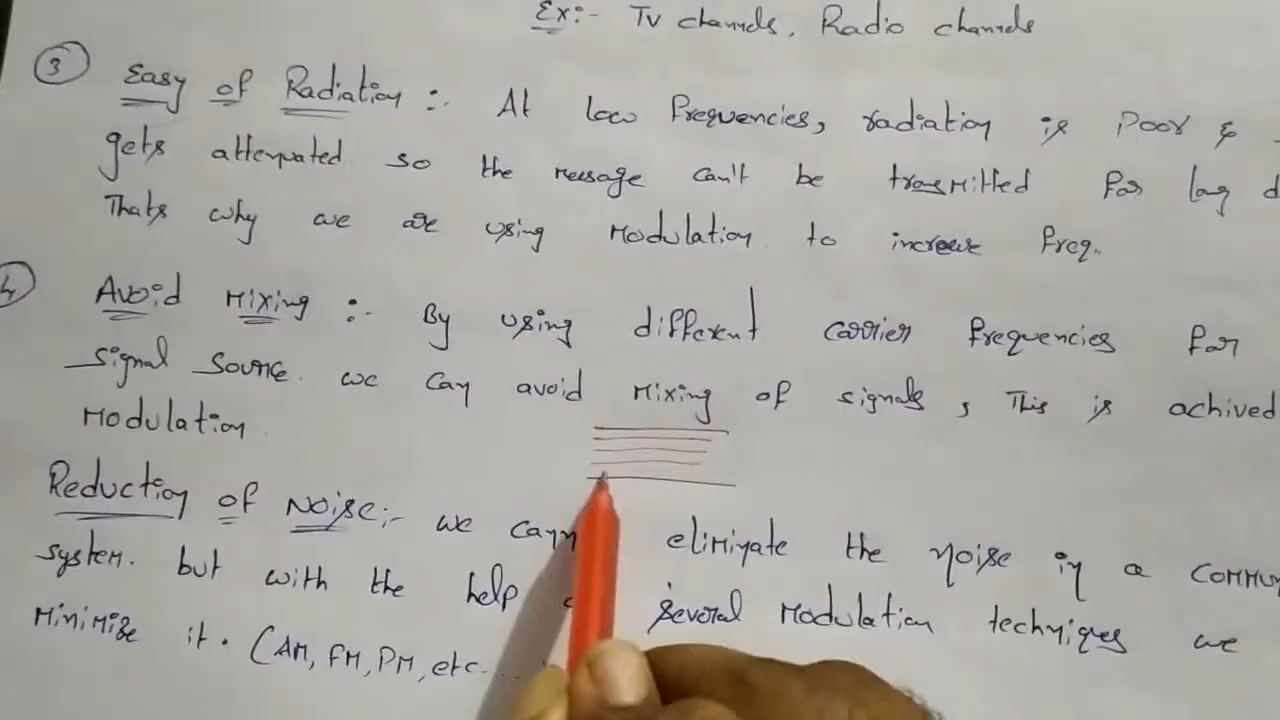 Ex:- Tv channels, Radio channels
③ Easy of Radiation :- At low frequencies, radiation is poor &
gets attenuated so the message can't be transmitted for long d
Thats why we are using Modulation to increase freq.
4 Avoid Mixing :- By using different carrier frequencies for
signal source. we can avoid Mixing of signals, This is achived
Modulation.
Reduction of Noise:- we cann eliminate the noise in a commun
system. but with the help several Modulation techniques we
Minimise it. (AM, FM, PM, etc...